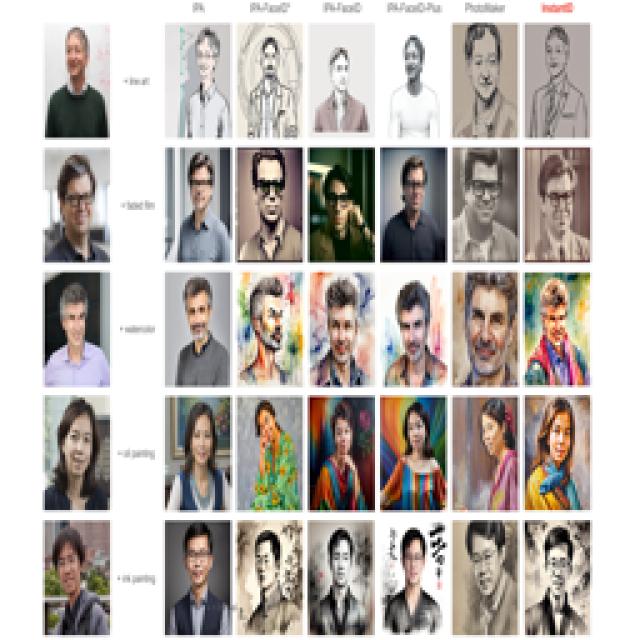 IPA IPA-FaceID* IPA-FaceID IPA-FaceID-Plus PhotoMaker InstantID
+ line art
+ faded film
+ watercolor
+ oil painting
+ ink painting